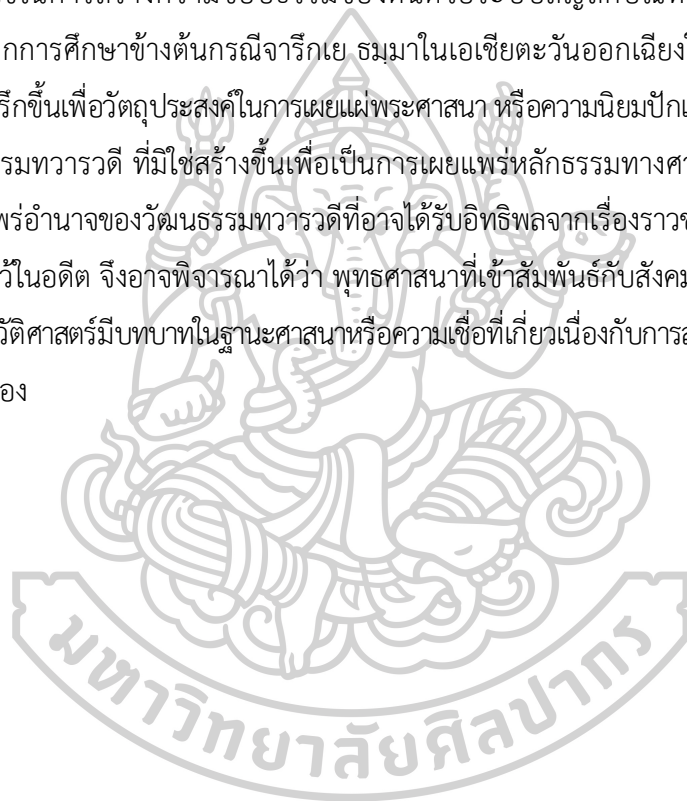 กการศึกษาข้างต้นกรณีจารึกเย ธมฺมาในเอเชียตะวันออกเฉียงใ
รึกขึ้นเพื่อวัตถุประสงค์ในการเผยแผ่พระศาสนา หรือความนิยมปักเ
รมทวารวดี ที่มิใช่สร้างขึ้นเพื่อเป็นการเผยแพร่หลักธรรมทางศา
พร่อำนาจของวัฒนธรรมทวารวดีที่อาจได้รับอิทธิพลจากเรื่องราวข
ว้ในอดีต จึงอาจพิจารณาได้ว่า พุทธศาสนาที่เข้าสัมพันธ์กับสังคม
วัติศาสตร์มีบทบาทในฐานะศาสนาหรือความเชื่อที่เกี่ยวเนื่องกับการส
อง
มหาวิทยาลัยศิลปากร